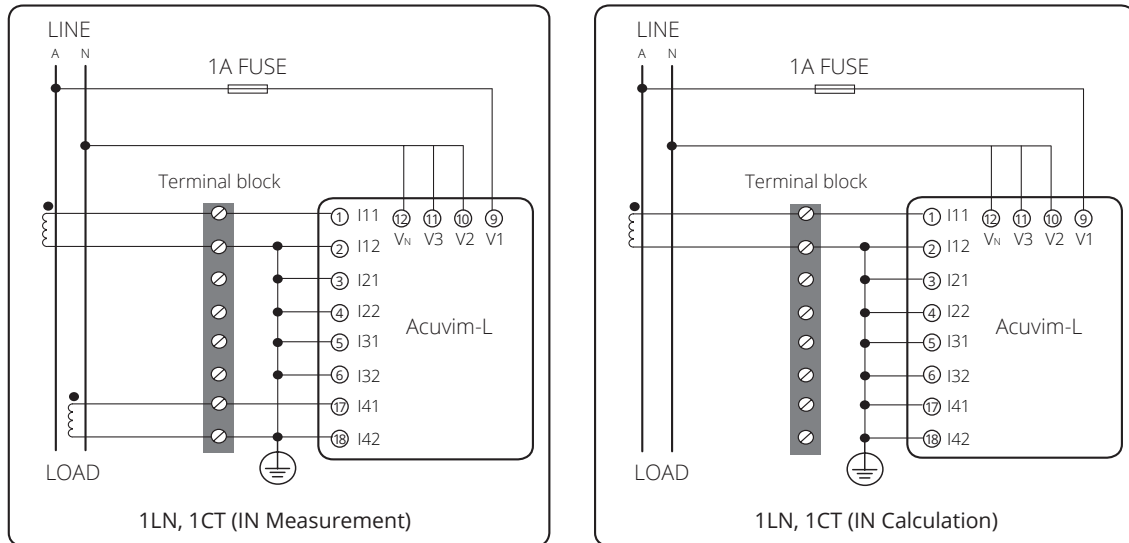 LINE
A N
1A FUSE
Terminal block
1 I11
2 I12
3 I21
4 I22
5 I31
6 I32
17 I41
18 I42
12 11 10 9
VN V3 V2 V1
Acuvim-L
LOAD
1LN, 1CT (IN Measurement)
LINE
A N
1A FUSE
Terminal block
1 I11
2 I12
3 I21
4 I22
5 I31
6 I32
17 I41
18 I42
12 11 10 9
VN V3 V2 V1
Acuvim-L
LOAD
1LN, 1CT (IN Calculation)